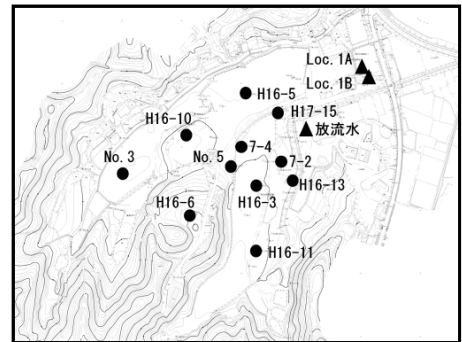 Loc. 1A
Loc. 1B
H16-5
H17-15
H16-10
放流水
7-4
No. 3
No. 5
7-2
H16-13
H16-3
H16-6
H16-11